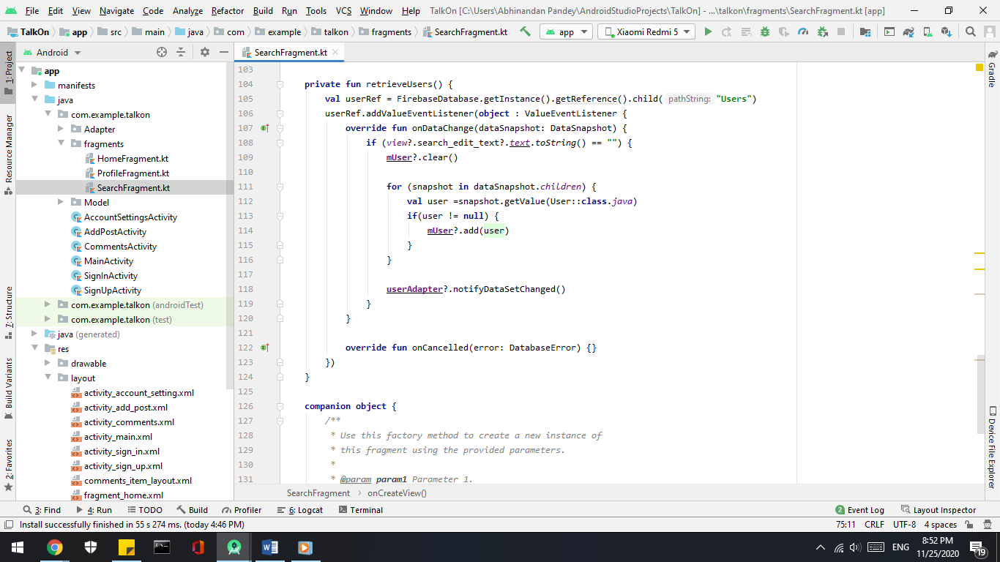 File Edit View Navigate Code Analyze Refactor Build Run Tools VCS Window Help TalkOn [C:\Users\Abhinandan Pandey\AndroidStudioProjects\TalkOn] - ...\talkon\fragments\SearchFragment.kt [app]
TalkOn app src main java com example talkon fragments SearchFragment.kt app Xiaomi Redmi 5
1: Project
Resource Manager
7: Structure
Build Variants
2: Favorites
Android
app
manifests
java
com.example.talkon
Adapter
fragments
HomeFragment.kt
ProfileFragment.kt
SearchFragment.kt
Model
AccountSettingsActivity
AddPostActivity
CommentsActivity
MainActivity
SignInActivity
SignUpActivity
com.example.talkon (androidTest)
com.example.talkon (test)
java (generated)
res
drawable
layout
activity_account_setting.xml
activity_add_post.xml
activity_comments.xml
activity_main.xml
activity_sign_in.xml
activity_sign_up.xml
comments_item_layout.xml
fragment_home.xml
SearchFragment.kt
103
104 private fun retrieveUsers() {
105 val userRef = FirebaseDatabase.getInstance().getReference().child( pathString: "Users")
106 userRef.addValueEventListener(object : ValueEventListener {
107 override fun onDataChange(dataSnapshot: DataSnapshot) {
108 if (view?.search_edit_text?.text.toString() == "") {
109 mUser?.clear()
110
111 for (snapshot in dataSnapshot.children) {
112 val user =snapshot.getValue(User::class.java)
113 if(user != null) {
114 mUser?.add(user)
115 }
116 }
117
118 userAdapter?.notifyDataSetChanged()
119 }
120 }
121
122 override fun onCancelled(error: DatabaseError) {}
123 })
124 }
125
126 companion object {
127 /**
128 * Use this factory method to create a new instance of
129 * this fragment using the provided parameters.
130 *
131 * @param param1 Parameter 1.
SearchFragment › onCreateView()
Gradle
Device File Explorer
3: Find 4: Run TODO Build Profiler 6: Logcat Terminal 2 Event Log Layout Inspector
Install successfully finished in 55 s 274 ms. (today 4:46 PM) 75:11 CRLF UTF-8 4 spaces
ENG
8:52 PM
11/25/2020
19